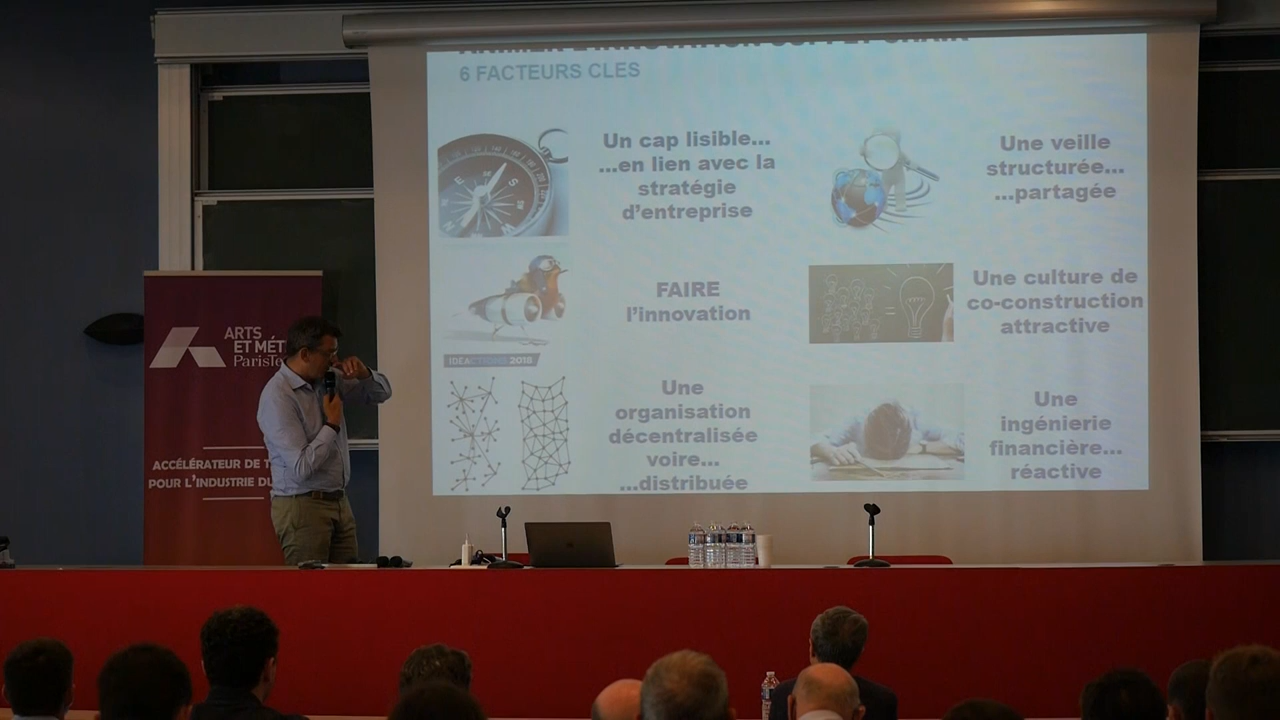 6 FACTEURS CLES
Un cap lisible...
...en lien avec la
stratégie
d'entreprise
Une veille
structurée...
...partagée
FAIRE
l'innovation
Une culture de
co-construction
attractive
IDEACTIONS 2018
Une
organisation
décentralisée
voire...
...distribuée
Une
ingénierie
financière...
réactive
ARTS
ET MÉT
ParisTe
ACCÉLÉRATEUR DE T
POUR L'INDUSTRIE DU